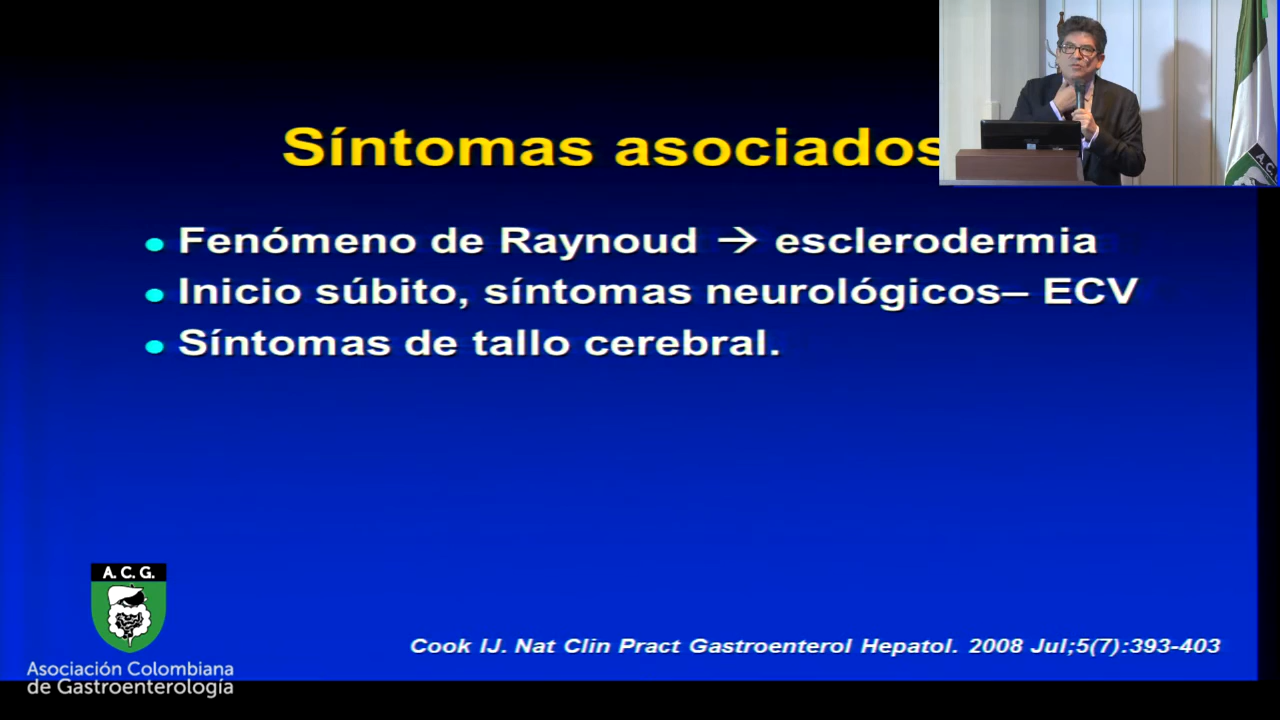 Síntomas asociados
Fenómeno de Raynoud → esclerodermia
Inicio súbito, síntomas neurológicos– ECV
Síntomas de tallo cerebral.
A. C. G.
Asociación Colombiana
de Gastroenterología
Cook IJ. Nat Clin Pract Gastroenterol Hepatol. 2008 Jul;5(7):393-403
A.C.